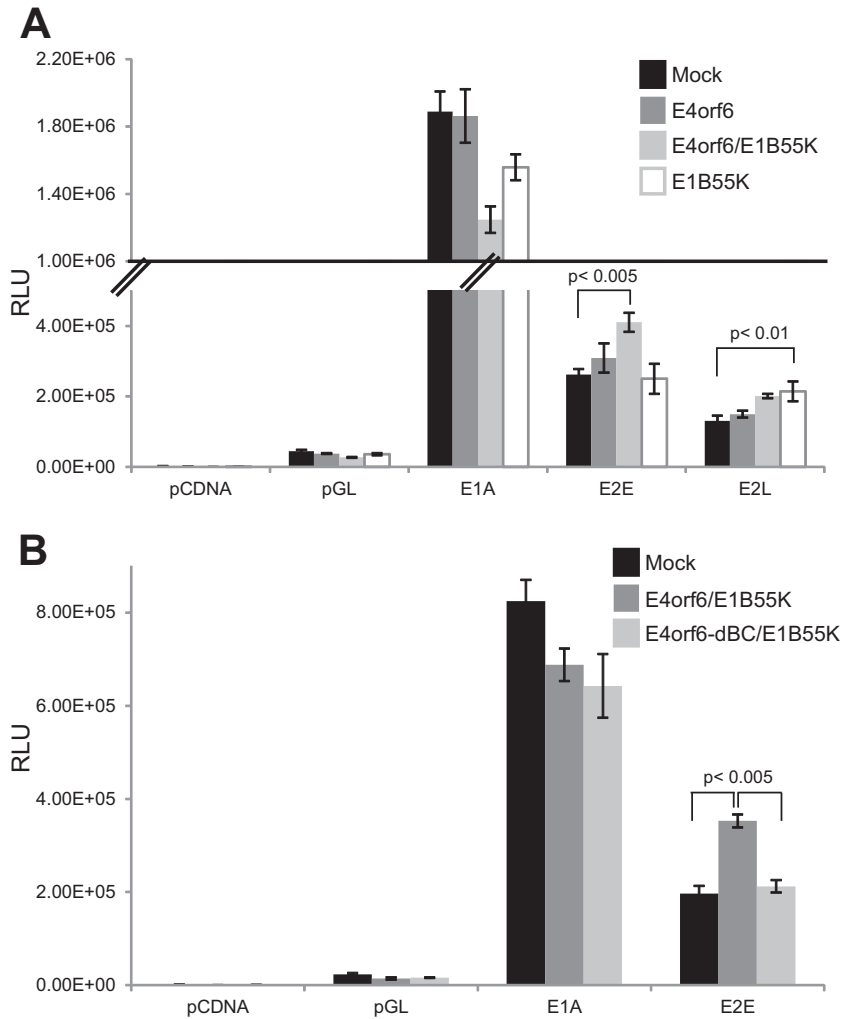 A
2.20E+06
1.80E+06
1.40E+06
1.00E+06
4.00E+05
2.00E+05
0.00E+00
RLU
Mock
E4orf6
E4orf6/E1B55K
E1B55K
p< 0.005
p< 0.01
pCDNA pGL E1A E2E E2L
B
8.00E+05
6.00E+05
4.00E+05
2.00E+05
0.00E+00
RLU
Mock
E4orf6/E1B55K
E4orf6-dBC/E1B55K
p< 0.005
pCDNA pGL E1A E2E